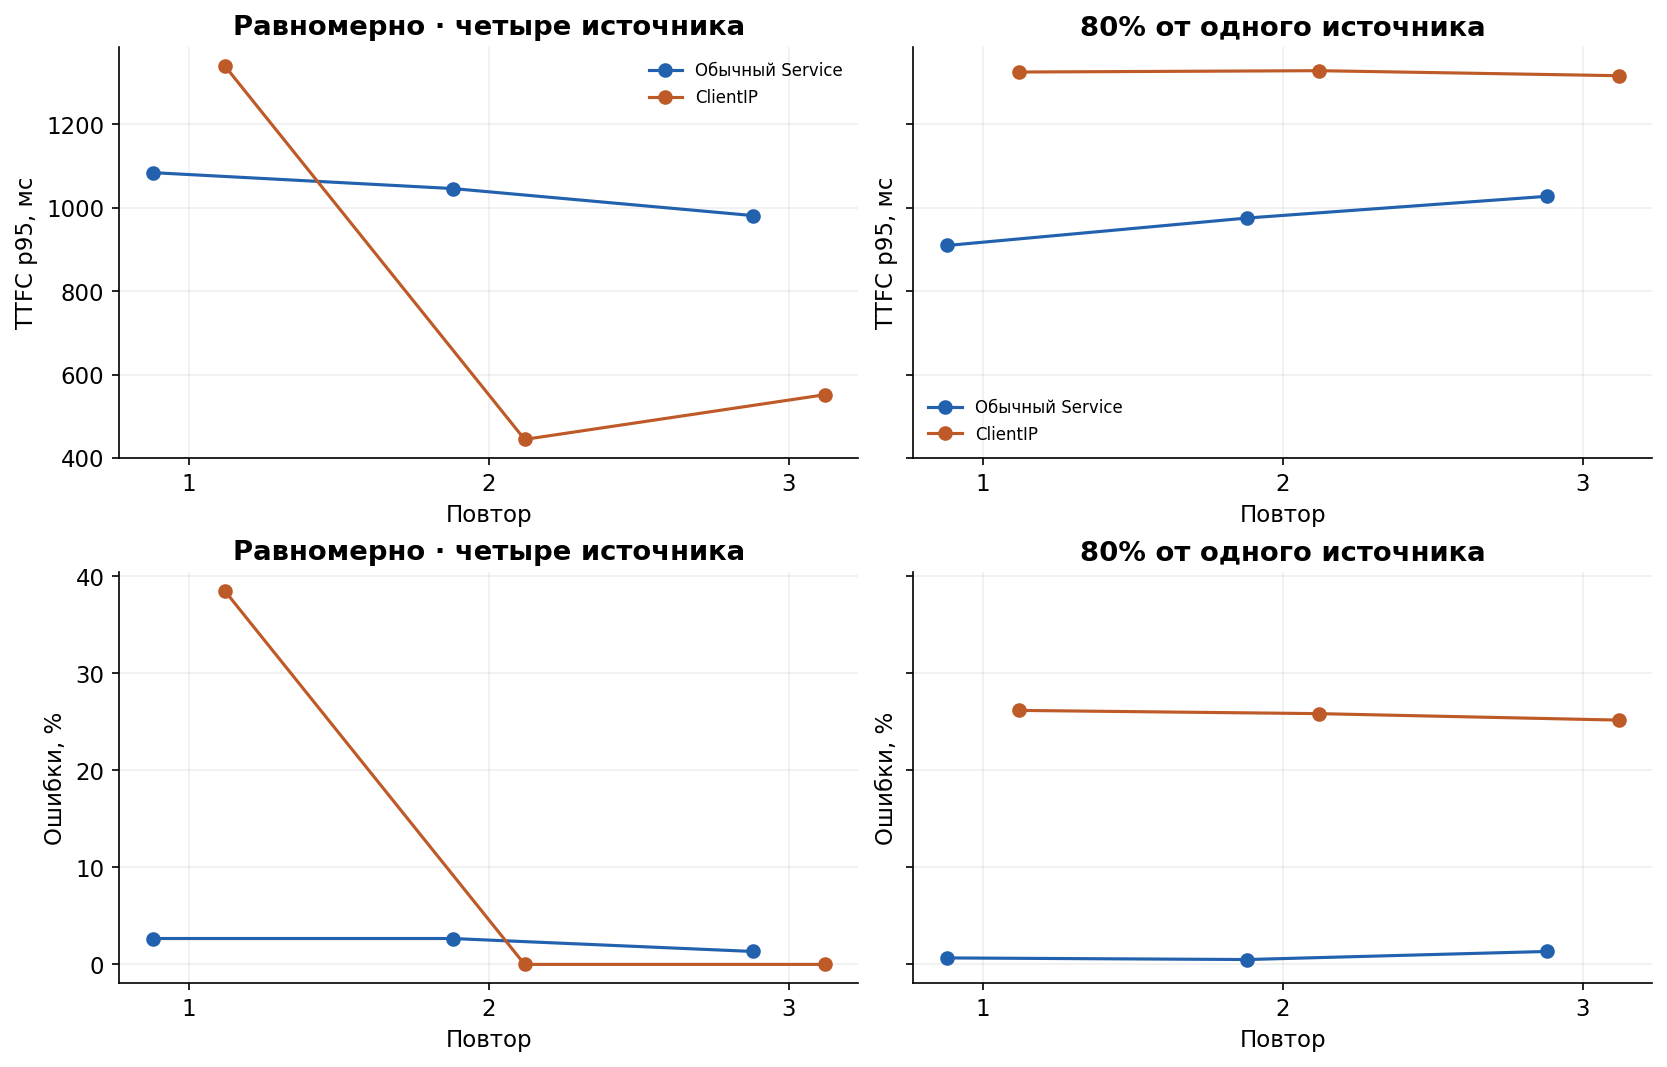 Равномерно · четыре источника
TTFC p95, мс
1200
1000
800
600
400
Обычный Service
ClientIP
1
2
3
Повтор
80% от одного источника
TTFC p95, мс
Обычный Service
ClientIP
1
2
3
Повтор
Равномерно · четыре источника
Ошибки, %
40
30
20
10
0
1
2
3
Повтор
80% от одного источника
Ошибки, %
1
2
3
Повтор